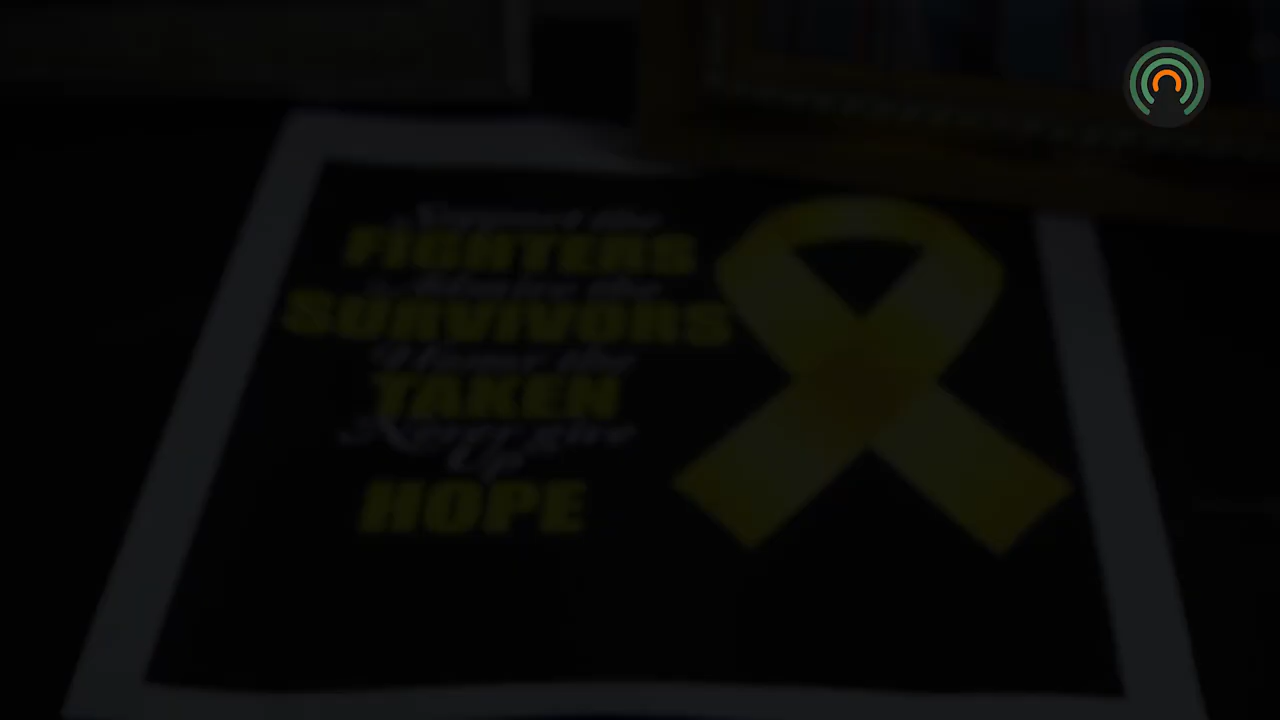 Support the
FIGHTERS
Admire the
SURVIVORS
Honor the
TAKEN
Never give
Up
HOPE